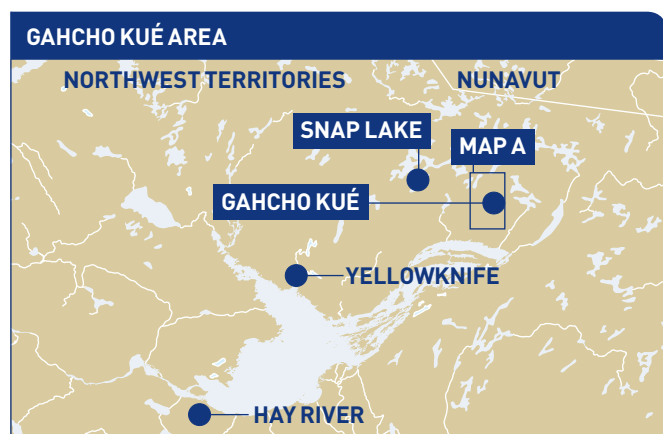 GAHCHO KUÉ AREA
NORTHWEST TERRITORIES
NUNAVUT
SNAP LAKE
MAP A
GAHCHO KUÉ
YELLOWKNIFE
HAY RIVER